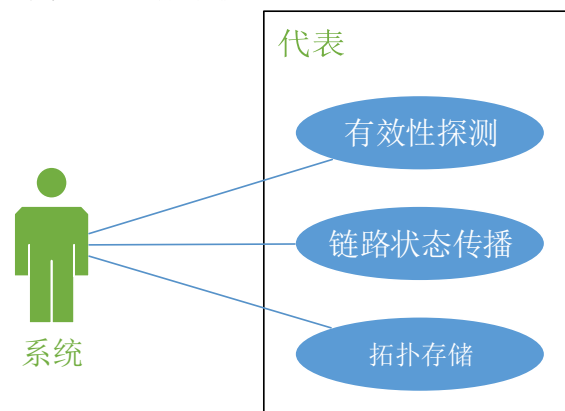 代表
有效性探测
链路状态传播
拓扑存储
系统